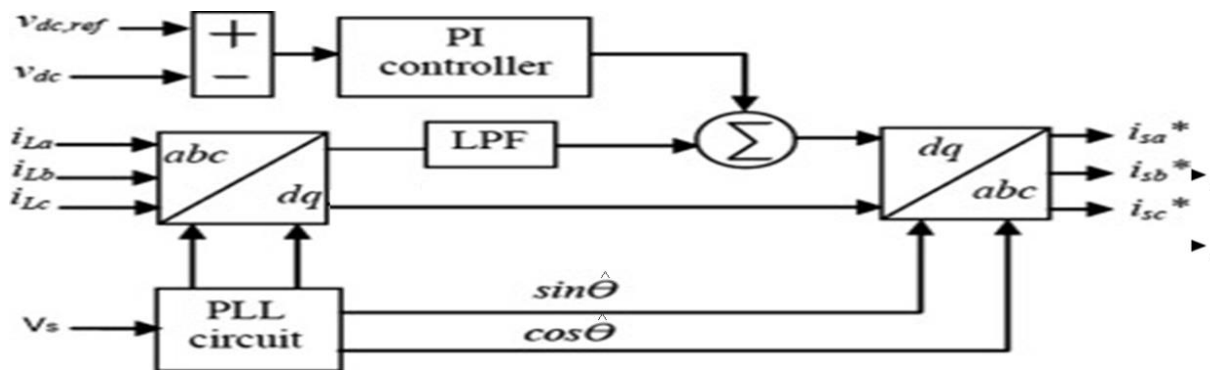 v_dc,ref
+
−
v_dc
PI
controller
i_La
i_Lb
i_Lc
abc
dq
LPF
Σ
dq
abc
i_sa*
i_sb*
i_sc*
Vs
PLL
circuit
sinΘ̂
cosΘ̂